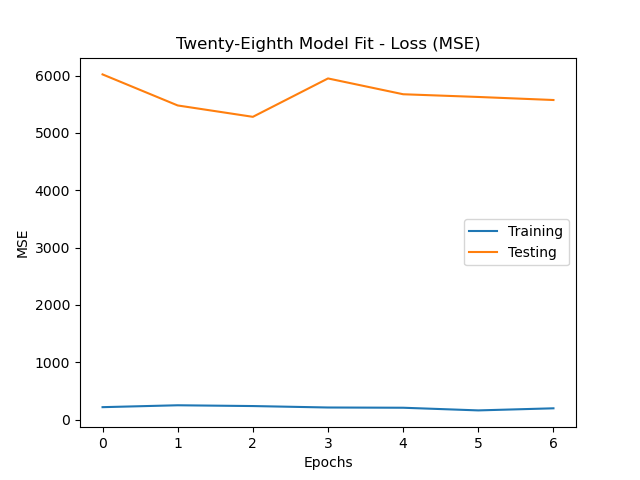 Twenty-Eighth Model Fit - Loss (MSE)
6000
5000
4000
3000
2000
1000
0
MSE
Training
Testing
0 1 2 3 4 5 6
Epochs